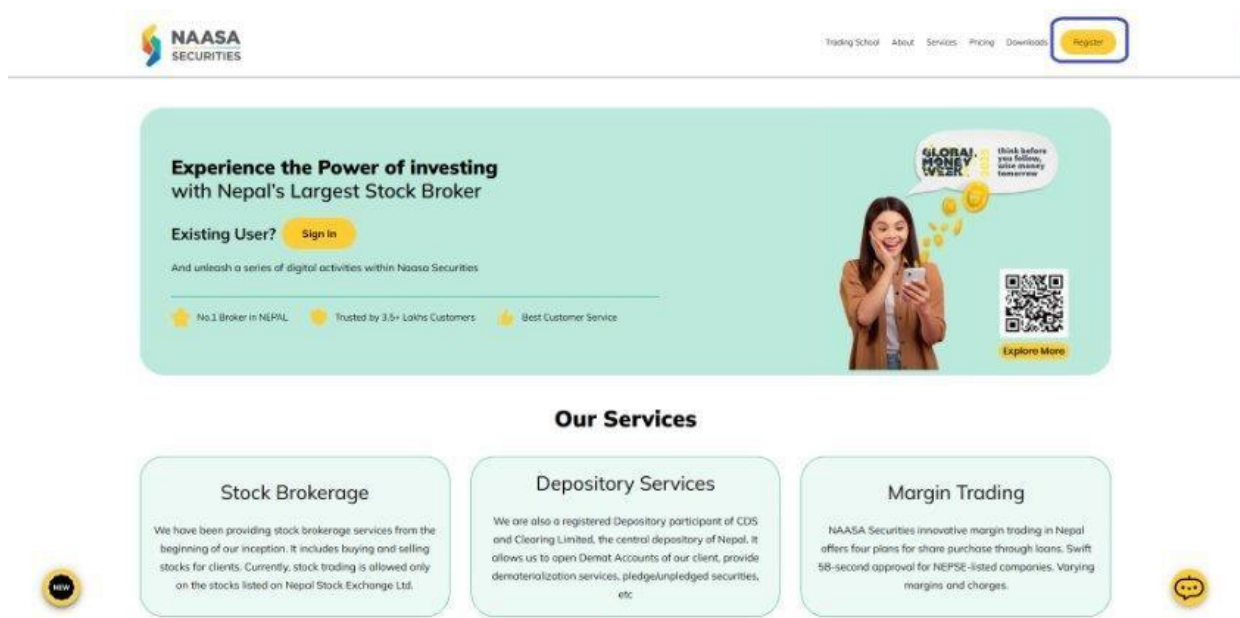 NAASA
SECURITIES
Trading School About Services Pricing Downloads Register
Experience the Power of investing
with Nepal's Largest Stock Broker
Existing User? Sign In
And unleash a series of digital activities within Naasa Securities
No.1 Broker in NEPAL Trusted by 3.5+ Lakhs Customers Best Customer Service
GLOBAL
MONEY
WEEK
2025
think before
you follow,
wise money
tomorrow
Explore More
Our Services
Stock Brokerage
We have been providing stock brokerage services from the
beginning of our inception. It includes buying and selling
stocks for clients. Currently, stock trading is allowed only
on the stocks listed on Nepal Stock Exchange Ltd.
Depository Services
We are also a registered Depository participant of CDS
and Clearing Limited, the central depository of Nepal. It
allows us to open Demat Accounts of our client, provide
dematerialization services, pledge/unpledged securities,
etc
Margin Trading
NAASA Securities innovative margin trading in Nepal
offers four plans for share purchase through loans. Swift
58-second approval for NEPSE-listed companies. Varying
margins and charges.
NEW